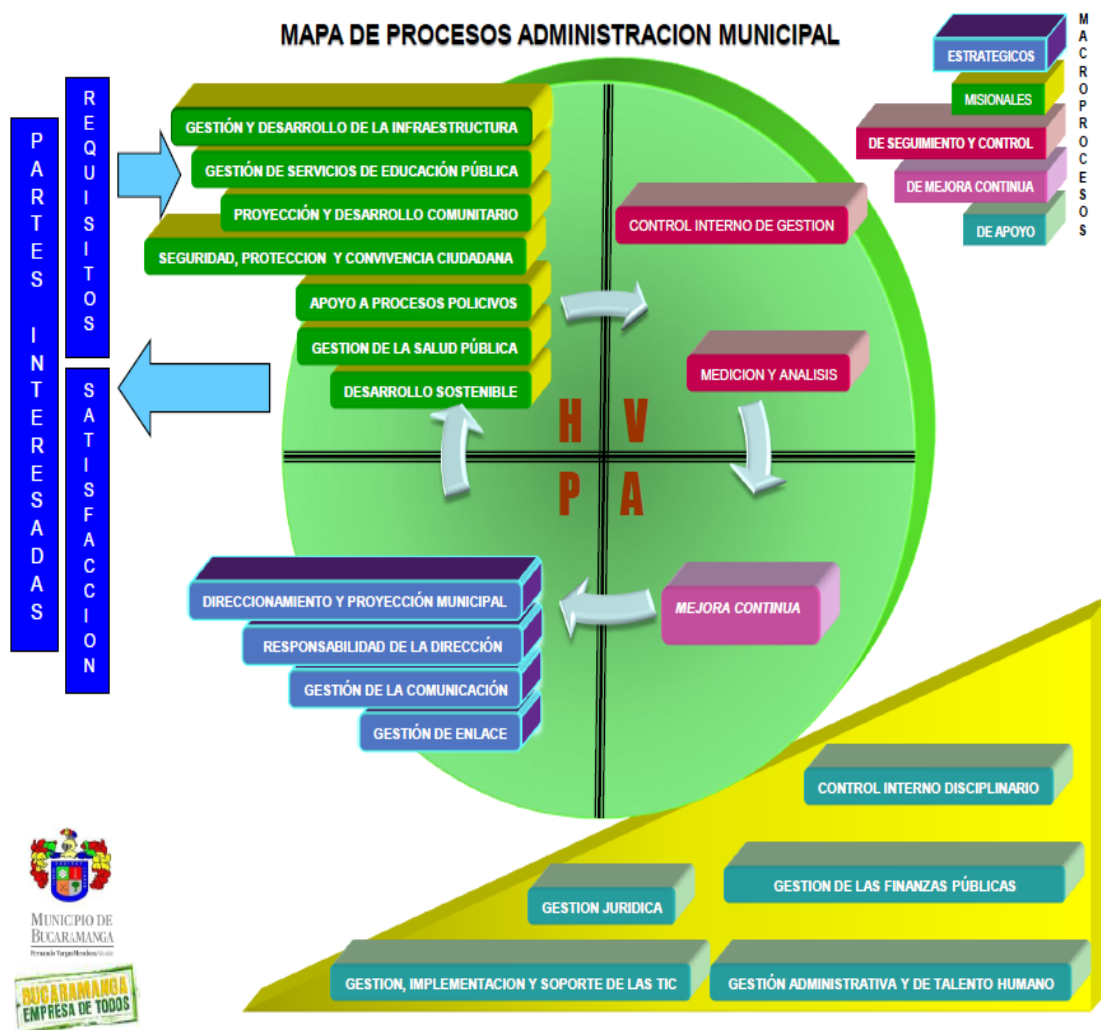 MAPA DE PROCESOS ADMINISTRACION MUNICIPAL
MACROPROCESOS
ESTRATEGICOS
MISIONALES
DE SEGUIMIENTO Y CONTROL
DE MEJORA CONTINUA
DE APOYO
PARTES INTERESADAS
REQUISITOS
SATISFACCION
GESTIÓN Y DESARROLLO DE LA INFRAESTRUCTURA
GESTIÓN DE SERVICIOS DE EDUCACIÓN PÚBLICA
PROYECCIÓN Y DESARROLLO COMUNITARIO
SEGURIDAD, PROTECCION Y CONVIVENCIA CIUDADANA
APOYO A PROCESOS POLICIVOS
GESTION DE LA SALUD PÚBLICA
DESARROLLO SOSTENIBLE
CONTROL INTERNO DE GESTION
MEDICION Y ANALISIS
H V
P A
DIRECCIONAMIENTO Y PROYECCIÓN MUNICIPAL
RESPONSABILIDAD DE LA DIRECCIÓN
GESTIÓN DE LA COMUNICACIÓN
GESTIÓN DE ENLACE
MEJORA CONTINUA
CONTROL INTERNO DISCIPLINARIO
GESTION DE LAS FINANZAS PÚBLICAS
GESTION JURIDICA
GESTION, IMPLEMENTACION Y SOPORTE DE LAS TIC
GESTIÓN ADMINISTRATIVA Y DE TALENTO HUMANO
MUNICIPIO DE
BUCARAMANGA
Fernando Vargas Mendoza
BUCARAMANGA
EMPRESA DE TODOS